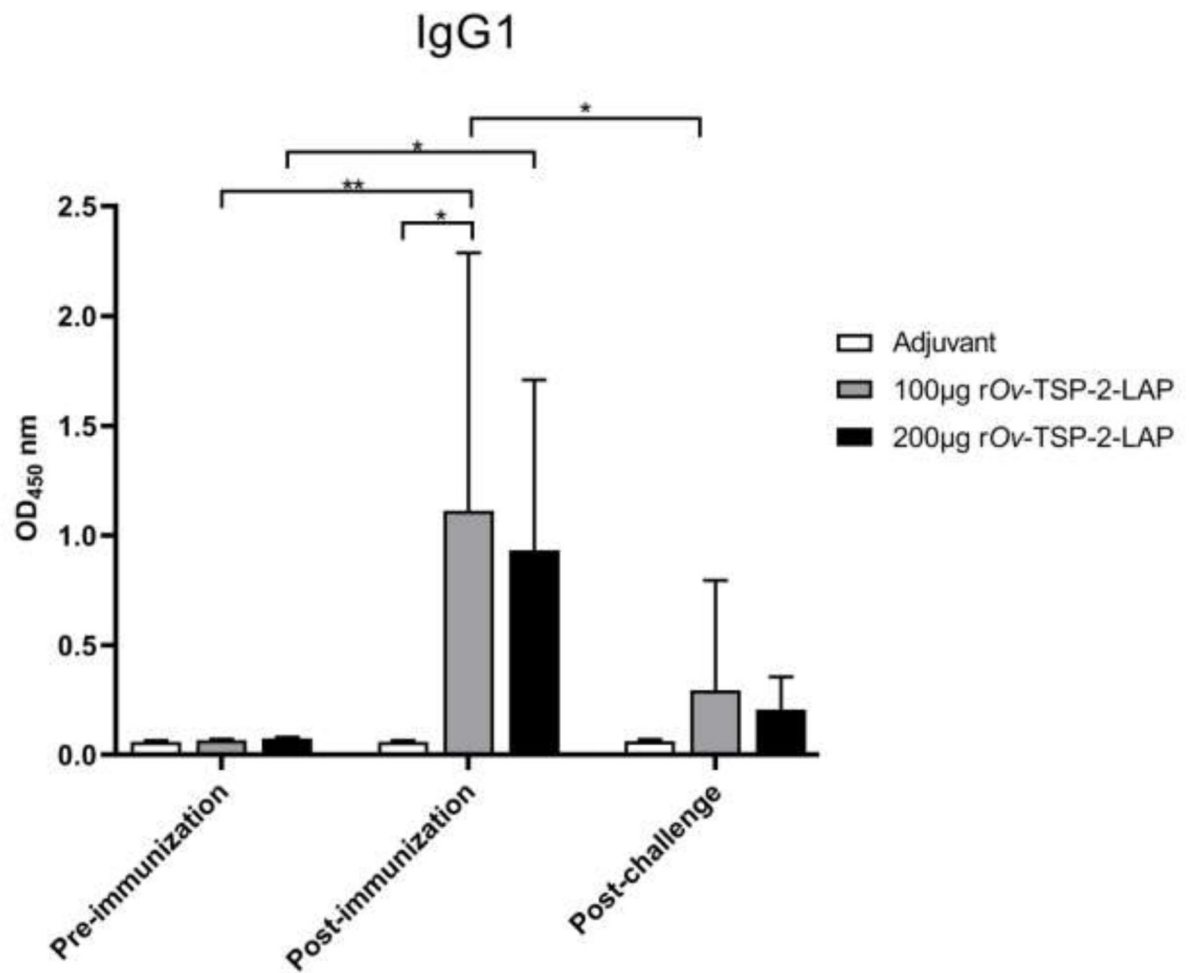 IgG1
*
*
**
*
2.5
2.0
1.5
1.0
0.5
0.0
OD450 nm
Adjuvant
100µg rOv-TSP-2-LAP
200µg rOv-TSP-2-LAP
Pre-immunization
Post-immunization
Post-challenge